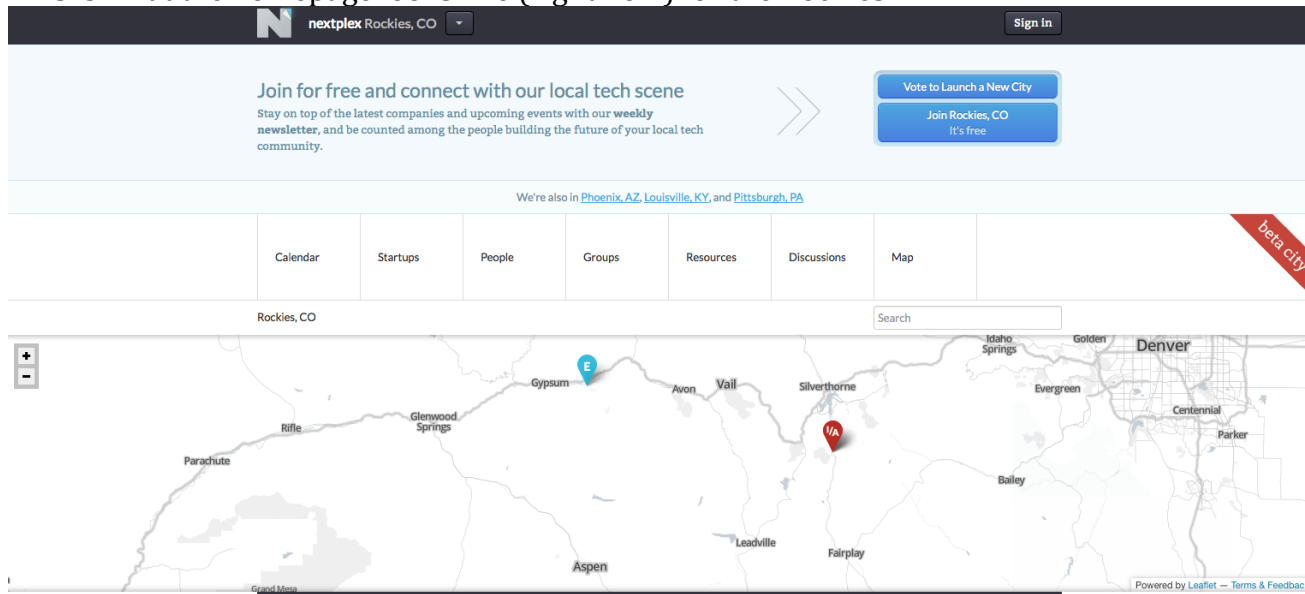 nextplex Rockies, CO
Sign in
Join for free and connect with our local tech scene
Stay on top of the latest companies and upcoming events with our weekly
newsletter, and be counted among the people building the future of your local tech
community.
Vote to Launch a New City
Join Rockies, CO
It's free
We're also in Phoenix, AZ, Louisville, KY, and Pittsburgh, PA
beta city
Calendar Startups People Groups Resources Discussions Map
Rockies, CO
Search
+
-
Idaho
Springs
Golden
Denver
E
Gypsum
Avon
Vail
Silverthorne
Evergreen
Glenwood
Springs
Centennial
Rifle
I/A
Parker
Parachute
Bailey
Leadville
Fairplay
Aspen
Grand Mesa
Powered by Leaflet — Terms & Feedbac